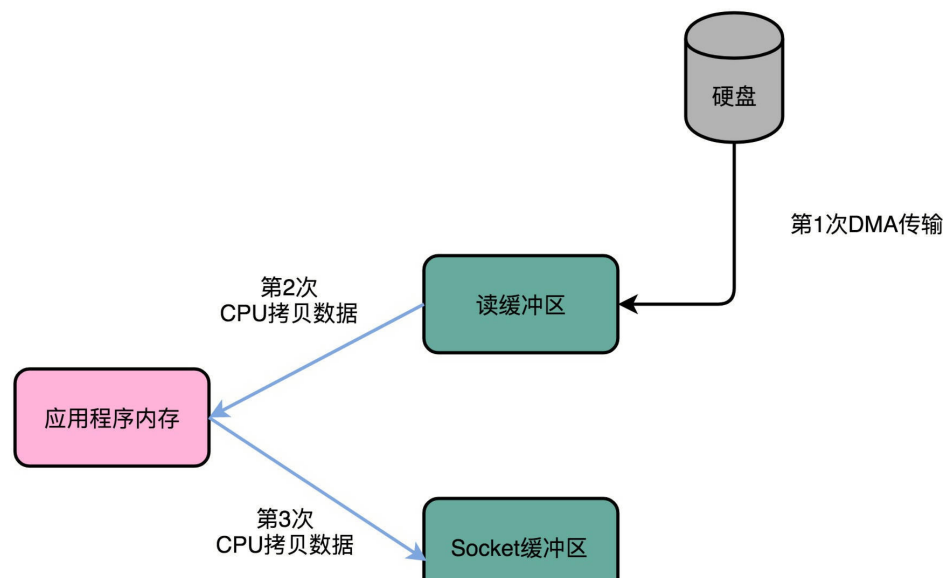 硬盘
第1次DMA传输
第2次
CPU拷贝数据
读缓冲区
应用程序内存
第3次
CPU拷贝数据
Socket缓冲区